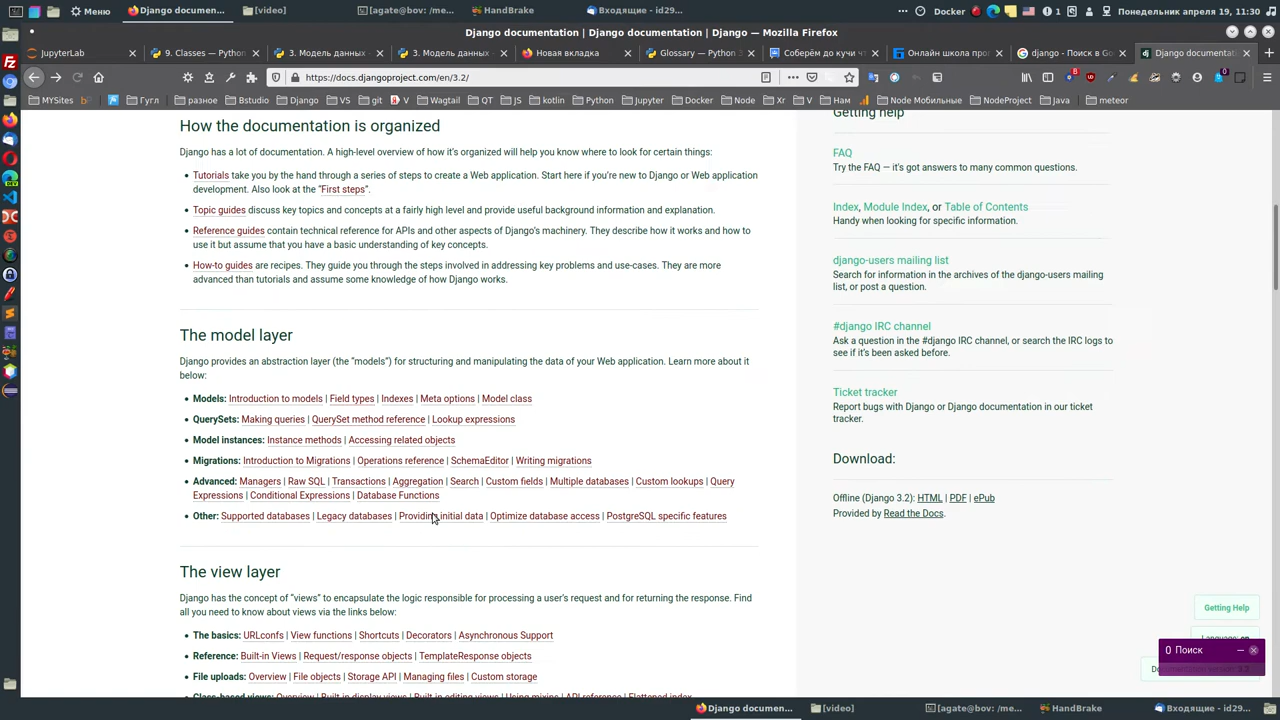 Меню
Django documen...
[video]
[agate@bov: /me...
HandBrake
Входящие - id29...
Docker
1
Понедельник апреля 19, 11:30
Django documentation | Django documentation | Django — Mozilla Firefox
JupyterLab
9. Classes — Python
3. Модель данных
3. Модель данных -
Новая вкладка
Glossary — Python 3
Соберём до кучи ч
Онлайн школа про
django - Поиск в Go
Django documentati
https://docs.djangoproject.com/en/3.2/
MYSites
Гугл
разное
Bstudio
Django
VS
git
V
Wagtail
QT
JS
kotlin
Python
Jupyter
Docker
Node
Xr
V
Нам
Node Мобильные
NodeProject
Java
meteor
How the documentation is organized
Django has a lot of documentation. A high-level overview of how it's organized will help you know where to look for certain things:
• Tutorials take you by the hand through a series of steps to create a Web application. Start here if you're new to Django or Web application
development. Also look at the “First steps”.
• Topic guides discuss key topics and concepts at a fairly high level and provide useful background information and explanation.
• Reference guides contain technical reference for APIs and other aspects of Django's machinery. They describe how it works and how to
use it but assume that you have a basic understanding of key concepts.
• How-to guides are recipes. They guide you through the steps involved in addressing key problems and use-cases. They are more
advanced than tutorials and assume some knowledge of how Django works.
The model layer
Django provides an abstraction layer (the “models”) for structuring and manipulating the data of your Web application. Learn more about it
below:
• Models: Introduction to models | Field types | Indexes | Meta options | Model class
• QuerySets: Making queries | QuerySet method reference | Lookup expressions
• Model instances: Instance methods | Accessing related objects
• Migrations: Introduction to Migrations | Operations reference | SchemaEditor | Writing migrations
• Advanced: Managers | Raw SQL | Transactions | Aggregation | Search | Custom fields | Multiple databases | Custom lookups | Query
Expressions | Conditional Expressions | Database Functions
• Other: Supported databases | Legacy databases | Providing initial data | Optimize database access | PostgreSQL specific features
The view layer
Django has the concept of “views” to encapsulate the logic responsible for processing a user's request and for returning the response. Find
all you need to know about views via the links below:
• The basics: URLconfs | View functions | Shortcuts | Decorators | Asynchronous Support
• Reference: Built-in Views | Request/response objects | TemplateResponse objects
• File uploads: Overview | File objects | Storage API | Managing files | Custom storage
• Class-based views: Overview | Built-in display views | Built-in editing views | Using mixins | API reference | Flattened index
Getting help
FAQ
Try the FAQ — it's got answers to many common questions.
Index, Module Index, or Table of Contents
Handy when looking for specific information.
django-users mailing list
Search for information in the archives of the django-users mailing
list, or post a question.
#django IRC channel
Ask a question in the #django IRC channel, or search the IRC logs to
see if it's been asked before.
Ticket tracker
Report bugs with Django or Django documentation in our ticket
tracker.
Download:
Offline (Django 3.2): HTML | PDF | ePub
Provided by Read the Docs.
Getting Help
Language: en
0 Поиск
Django documen...
[video]
[agate@bov: /me...
HandBrake
Входящие - id29...